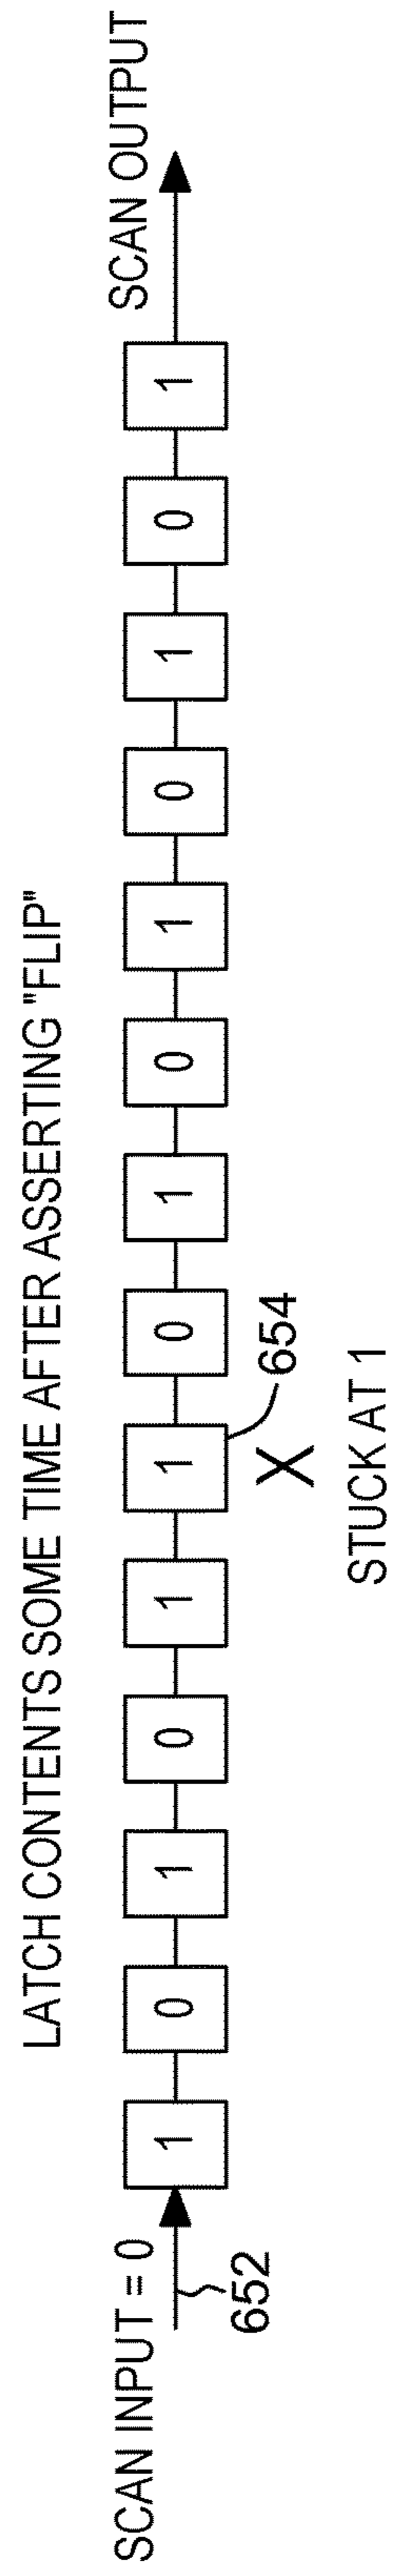 LATCH CONTENTS SOME TIME AFTER ASSERTING "FLIP"
SCAN INPUT = 0
652
1 0 1 0 1 1 0 1 0 1 0 1 0 1
SCAN OUTPUT
654
X
STUCK AT 1